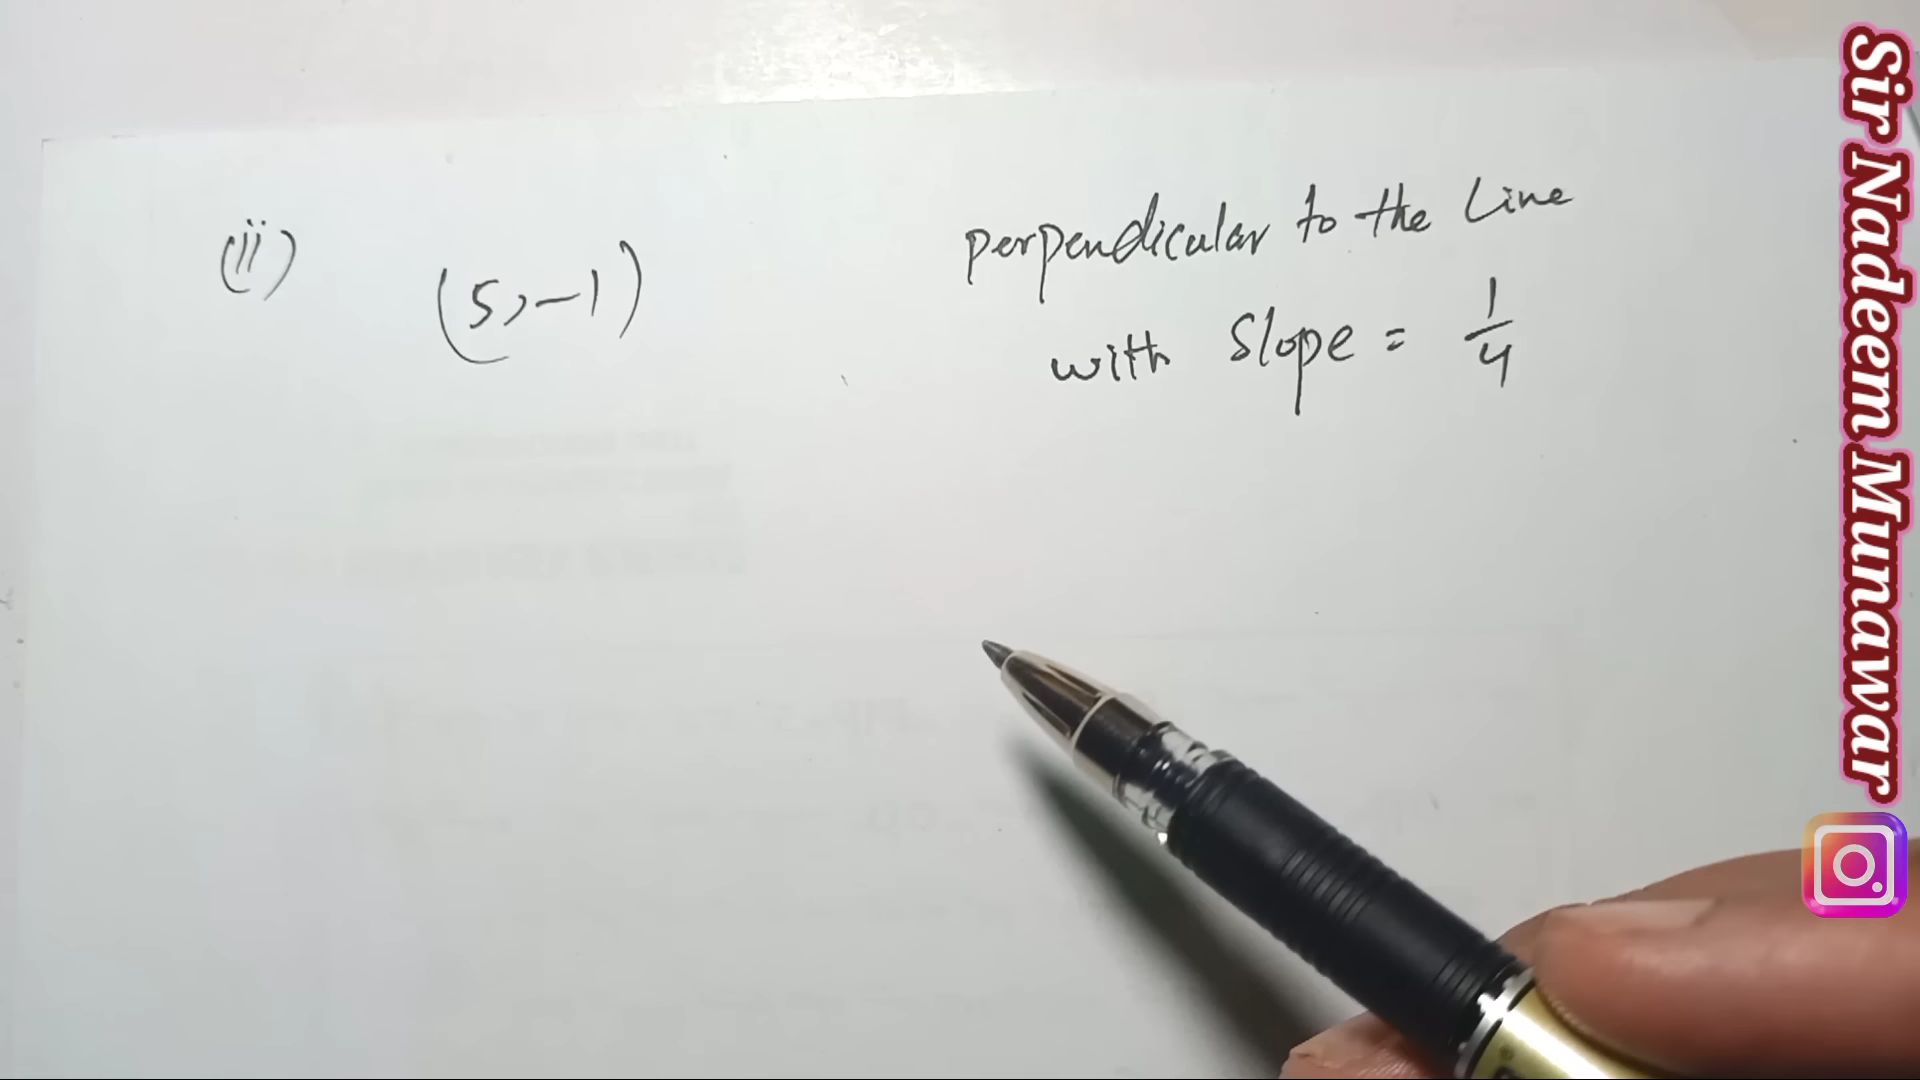 (ii)
(5, -1)
perpendicular to the Line
with Slope = 1/4
Sir Nadeem Munawar